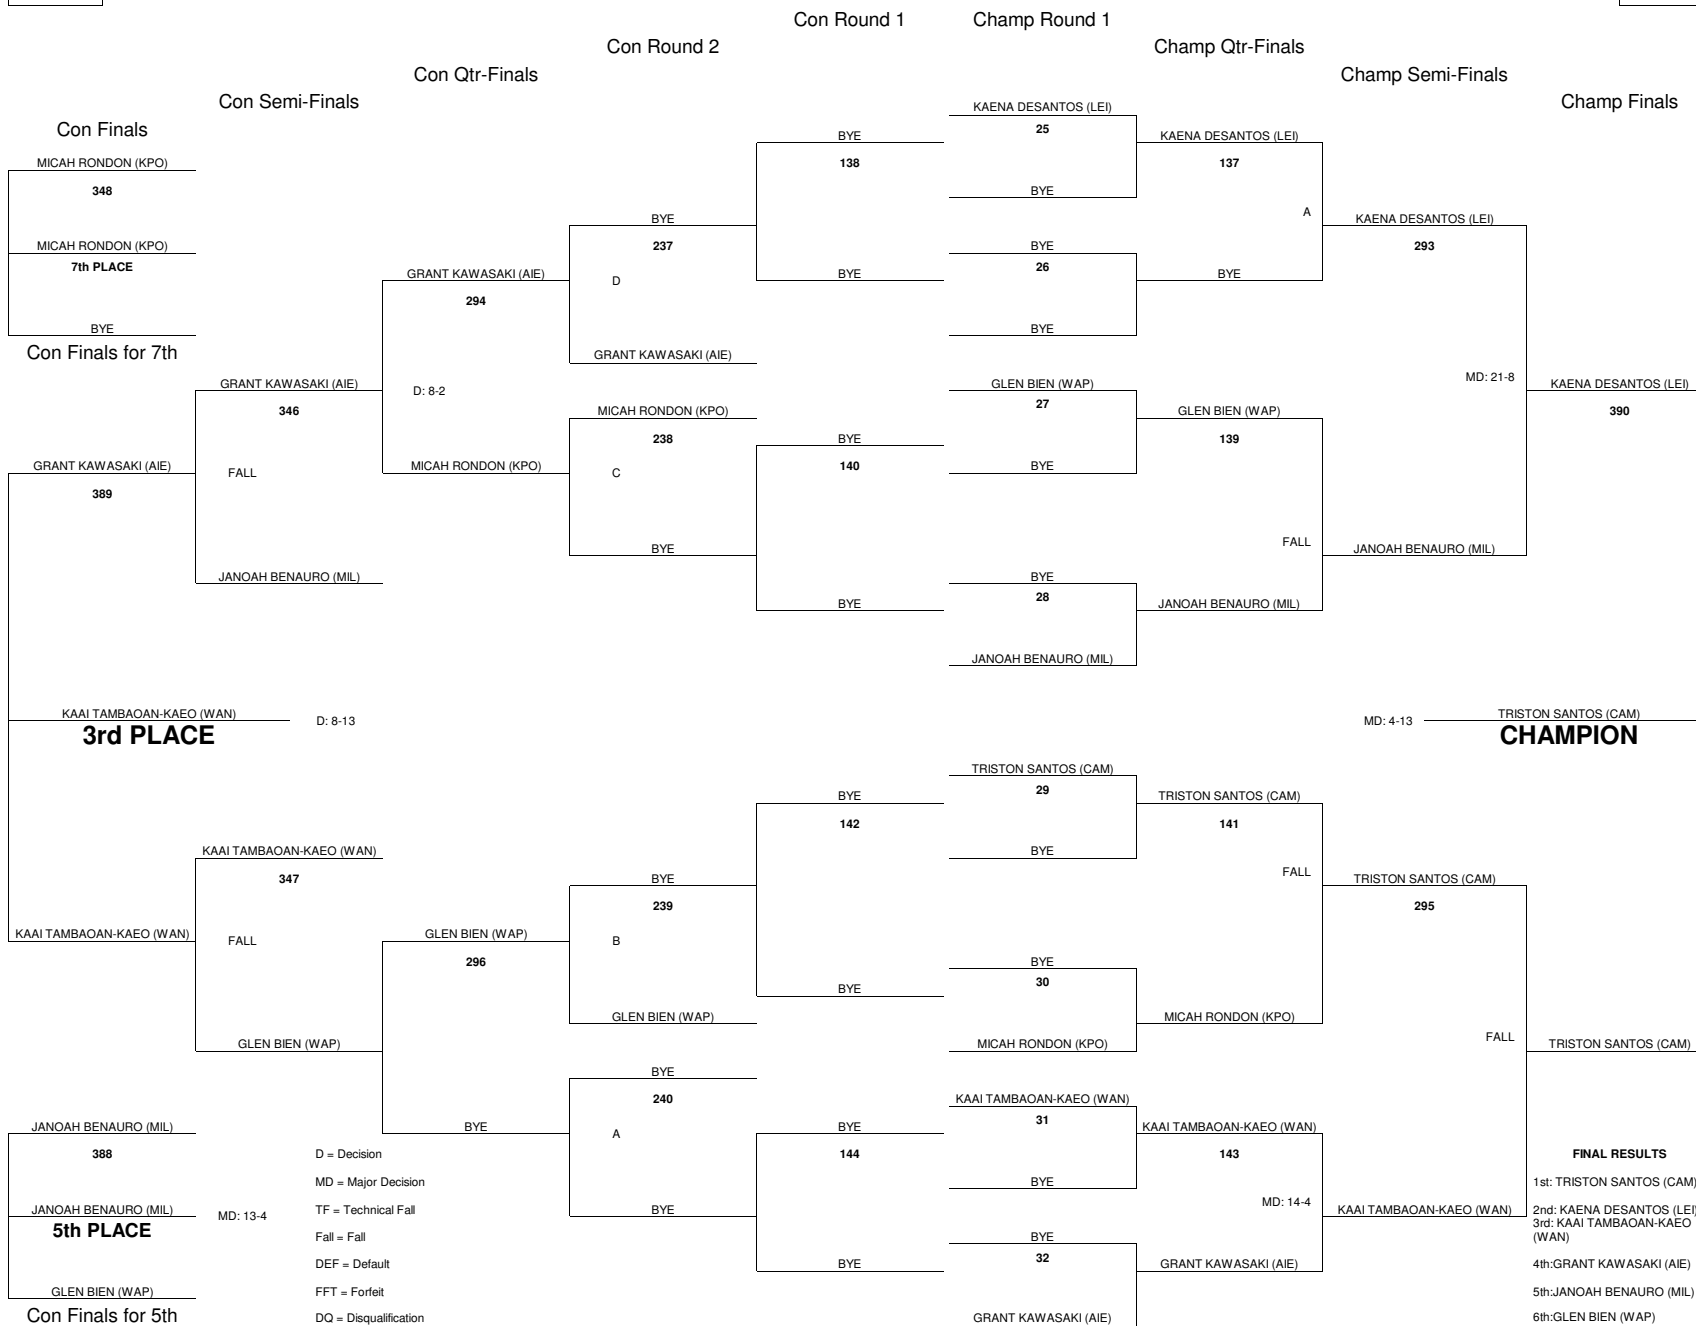 Con Round 1
Champ Round 1
Con Round 2
Champ Qtr-Finals
Con Qtr-Finals
Champ Semi-Finals
Con Semi-Finals
Champ Finals
Con Finals
MICAH RONDON (KPO)
348
MICAH RONDON (KPO)
7th PLACE
BYE
Con Finals for 7th
GRANT KAWASAKI (AIE)
389
KAAI TAMBAOAN-KAEO (WAN)
3rd PLACE
D: 8-13
KAAI TAMBAOAN-KAEO (WAN)
JANOAH BENAURO (MIL)
388
JANOAH BENAURO (MIL)
5th PLACE
MD: 13-4
GLEN BIEN (WAP)
Con Finals for 5th
GRANT KAWASAKI (AIE)
346
FALL
JANOAH BENAURO (MIL)
KAAI TAMBAOAN-KAEO (WAN)
347
FALL
GLEN BIEN (WAP)
D = Decision
MD = Major Decision
TF = Technical Fall
Fall = Fall
DEF = Default
FFT = Forfeit
DQ = Disqualification
GRANT KAWASAKI (AIE)
294
D: 8-2
MICAH RONDON (KPO)
GLEN BIEN (WAP)
296
BYE
BYE
237
D
GRANT KAWASAKI (AIE)
MICAH RONDON (KPO)
238
C
BYE
BYE
239
B
GLEN BIEN (WAP)
BYE
240
A
BYE
BYE
138
BYE
BYE
140
BYE
BYE
142
BYE
BYE
144
BYE
KAENA DESANTOS (LEI)
25
BYE
BYE
26
BYE
GLEN BIEN (WAP)
27
BYE
BYE
28
JANOAH BENAURO (MIL)
TRISTON SANTOS (CAM)
29
BYE
BYE
30
MICAH RONDON (KPO)
KAAI TAMBAOAN-KAEO (WAN)
31
BYE
BYE
32
GRANT KAWASAKI (AIE)
KAENA DESANTOS (LEI)
137
A
BYE
GLEN BIEN (WAP)
139
FALL
JANOAH BENAURO (MIL)
TRISTON SANTOS (CAM)
141
FALL
MICAH RONDON (KPO)
KAAI TAMBAOAN-KAEO (WAN)
143
MD: 14-4
GRANT KAWASAKI (AIE)
KAENA DESANTOS (LEI)
293
MD: 21-8
JANOAH BENAURO (MIL)
TRISTON SANTOS (CAM)
295
FALL
KAAI TAMBAOAN-KAEO (WAN)
KAENA DESANTOS (LEI)
390
MD: 4-13
TRISTON SANTOS (CAM)
CHAMPION
TRISTON SANTOS (CAM)
FINAL RESULTS
1st: TRISTON SANTOS (CAM)
2nd: KAENA DESANTOS (LEI)
3rd: KAAI TAMBAOAN-KAEO
(WAN)
4th:GRANT KAWASAKI (AIE)
5th:JANOAH BENAURO (MIL)
6th:GLEN BIEN (WAP)